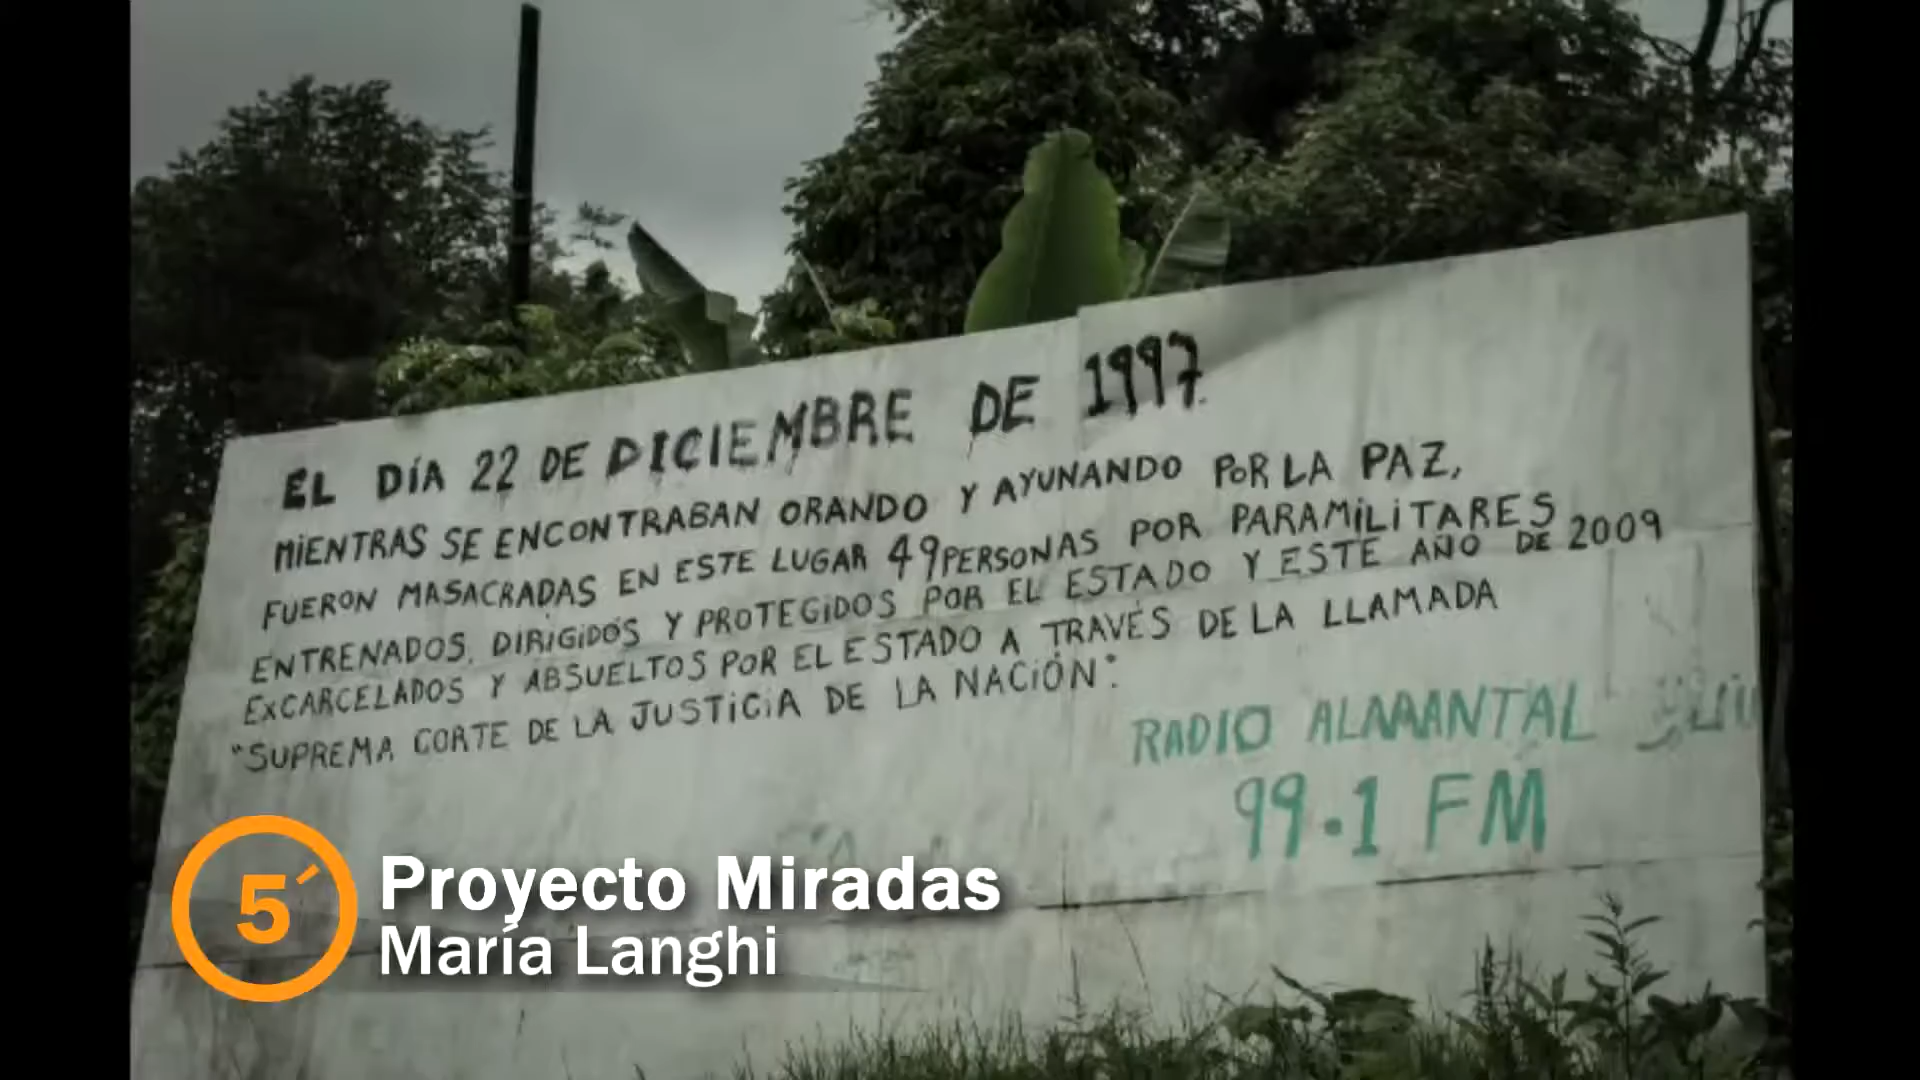 EL DÍA 22 DE DICIEMBRE DE 1997.
MIENTRAS SE ENCONTRABAN ORANDO Y AYUNANDO POR LA PAZ,
FUERON MASACRADAS EN ESTE LUGAR 49 PERSONAS POR PARAMILITARES
ENTRENADOS, DIRIGIDOS Y PROTEGIDOS POR EL ESTADO Y ESTE AÑO DE 2009
EXCARCELADOS Y ABSUELTOS POR EL ESTADO A TRAVÉS DE LA LLAMADA
"SUPREMA CORTE DE LA JUSTICIA DE LA NACIÓN".
RADIO ALMANTAL
99.1 FM
5´
Proyecto Miradas
María Langhi